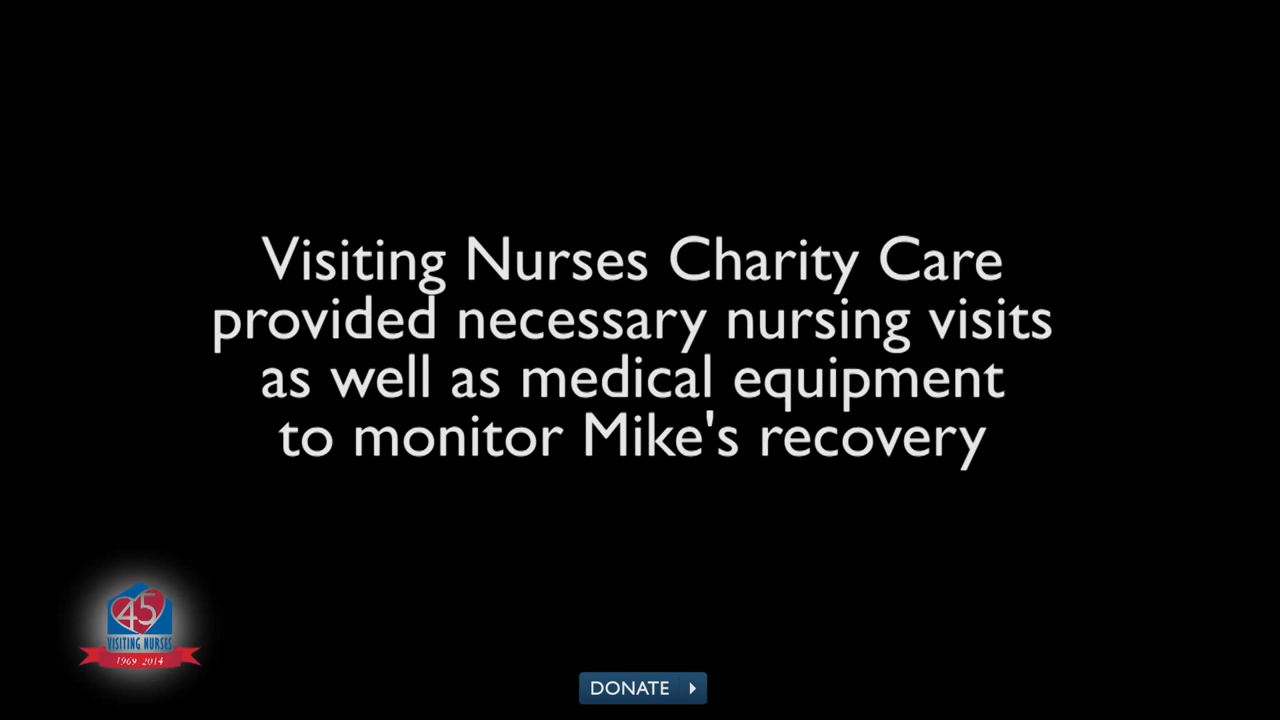 Visiting Nurses Charity Care
provided necessary nursing visits
as well as medical equipment
to monitor Mike's recovery
45
VISITING NURSES
1969 2014
DONATE